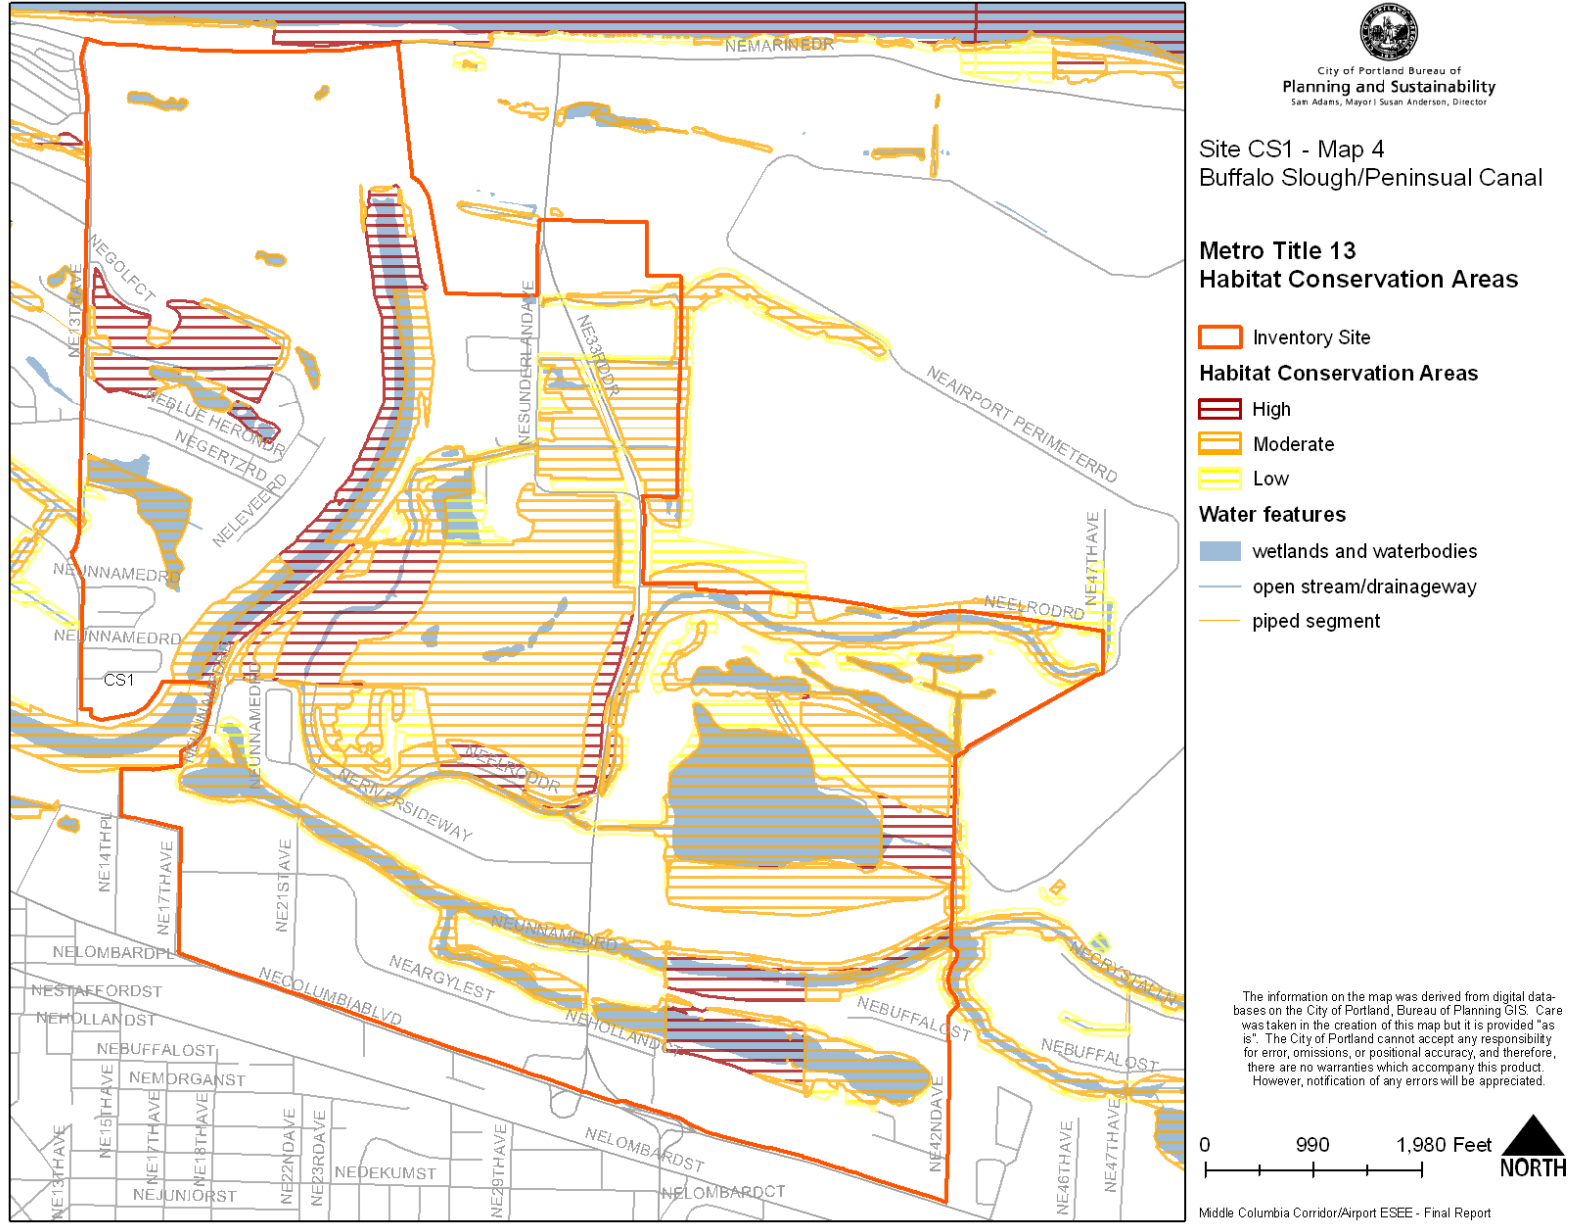 City of Portland Bureau of
Planning and Sustainability
Sam Adams, Mayor I Susan Anderson, Director
Site CS1 - Map 4
Buffalo Slough/Peninsual Canal
Metro Title 13
Habitat Conservation Areas
Inventory Site
Habitat Conservation Areas
High
Moderate
Low
Water features
wetlands and waterbodies
open stream/drainageway
piped segment
The information on the map was derived from digital data-
bases on the City of Portland, Bureau of Planning GIS. Care
was taken in the creation of this map but it is provided "as
is". The City of Portland cannot accept any responsibility
for error, omissions, or positional accuracy, and therefore,
there are no warranties which accompany this product.
However, notification of any errors will be appreciated.
0 990 1,980 Feet
NORTH
Middle Columbia Corridor/Airport ESEE - Final Report
NEMARINEDR
NEGOLFCT
NE13THAVE
NESUNDERLANDAVE
NE33RDDR
NEAIRPORT PERIMETERRD
NEBLUE HERONDR
NEGERTZRD
NELEVEERD
NE47THAVE
NEUNNAMEDRD
NEELRODRD
NEUNNAMEDRD
CS1
NEUNNAMEDRD
NEUNNAMEDRD
NEELRODDR
NERIVERSIDEWAY
NE14THPL
NE17THAVE
NE21STAVE
NEUNNAMEDRD
NELOMBARDPL
NECOLUMBIABLVD
NEARGYLEST
NECRYSTALLN
NESTAFFORDST
NEHOLLANDST
NEHOLLANDCT
NEBUFFALOST
NEBUFFALOST
NEBUFFALOST
NEMORGANST
NE15THAVE
NE17THAVE
NE18THAVE
NE22NDAVE
NE23RDAVE
NE13THAVE
NEDEKUMST
NEJUNIORST
NE29THAVE
NELOMBARDST
NELOMBARDCT
NE42NDAVE
NE46THAVE
NE47THAVE